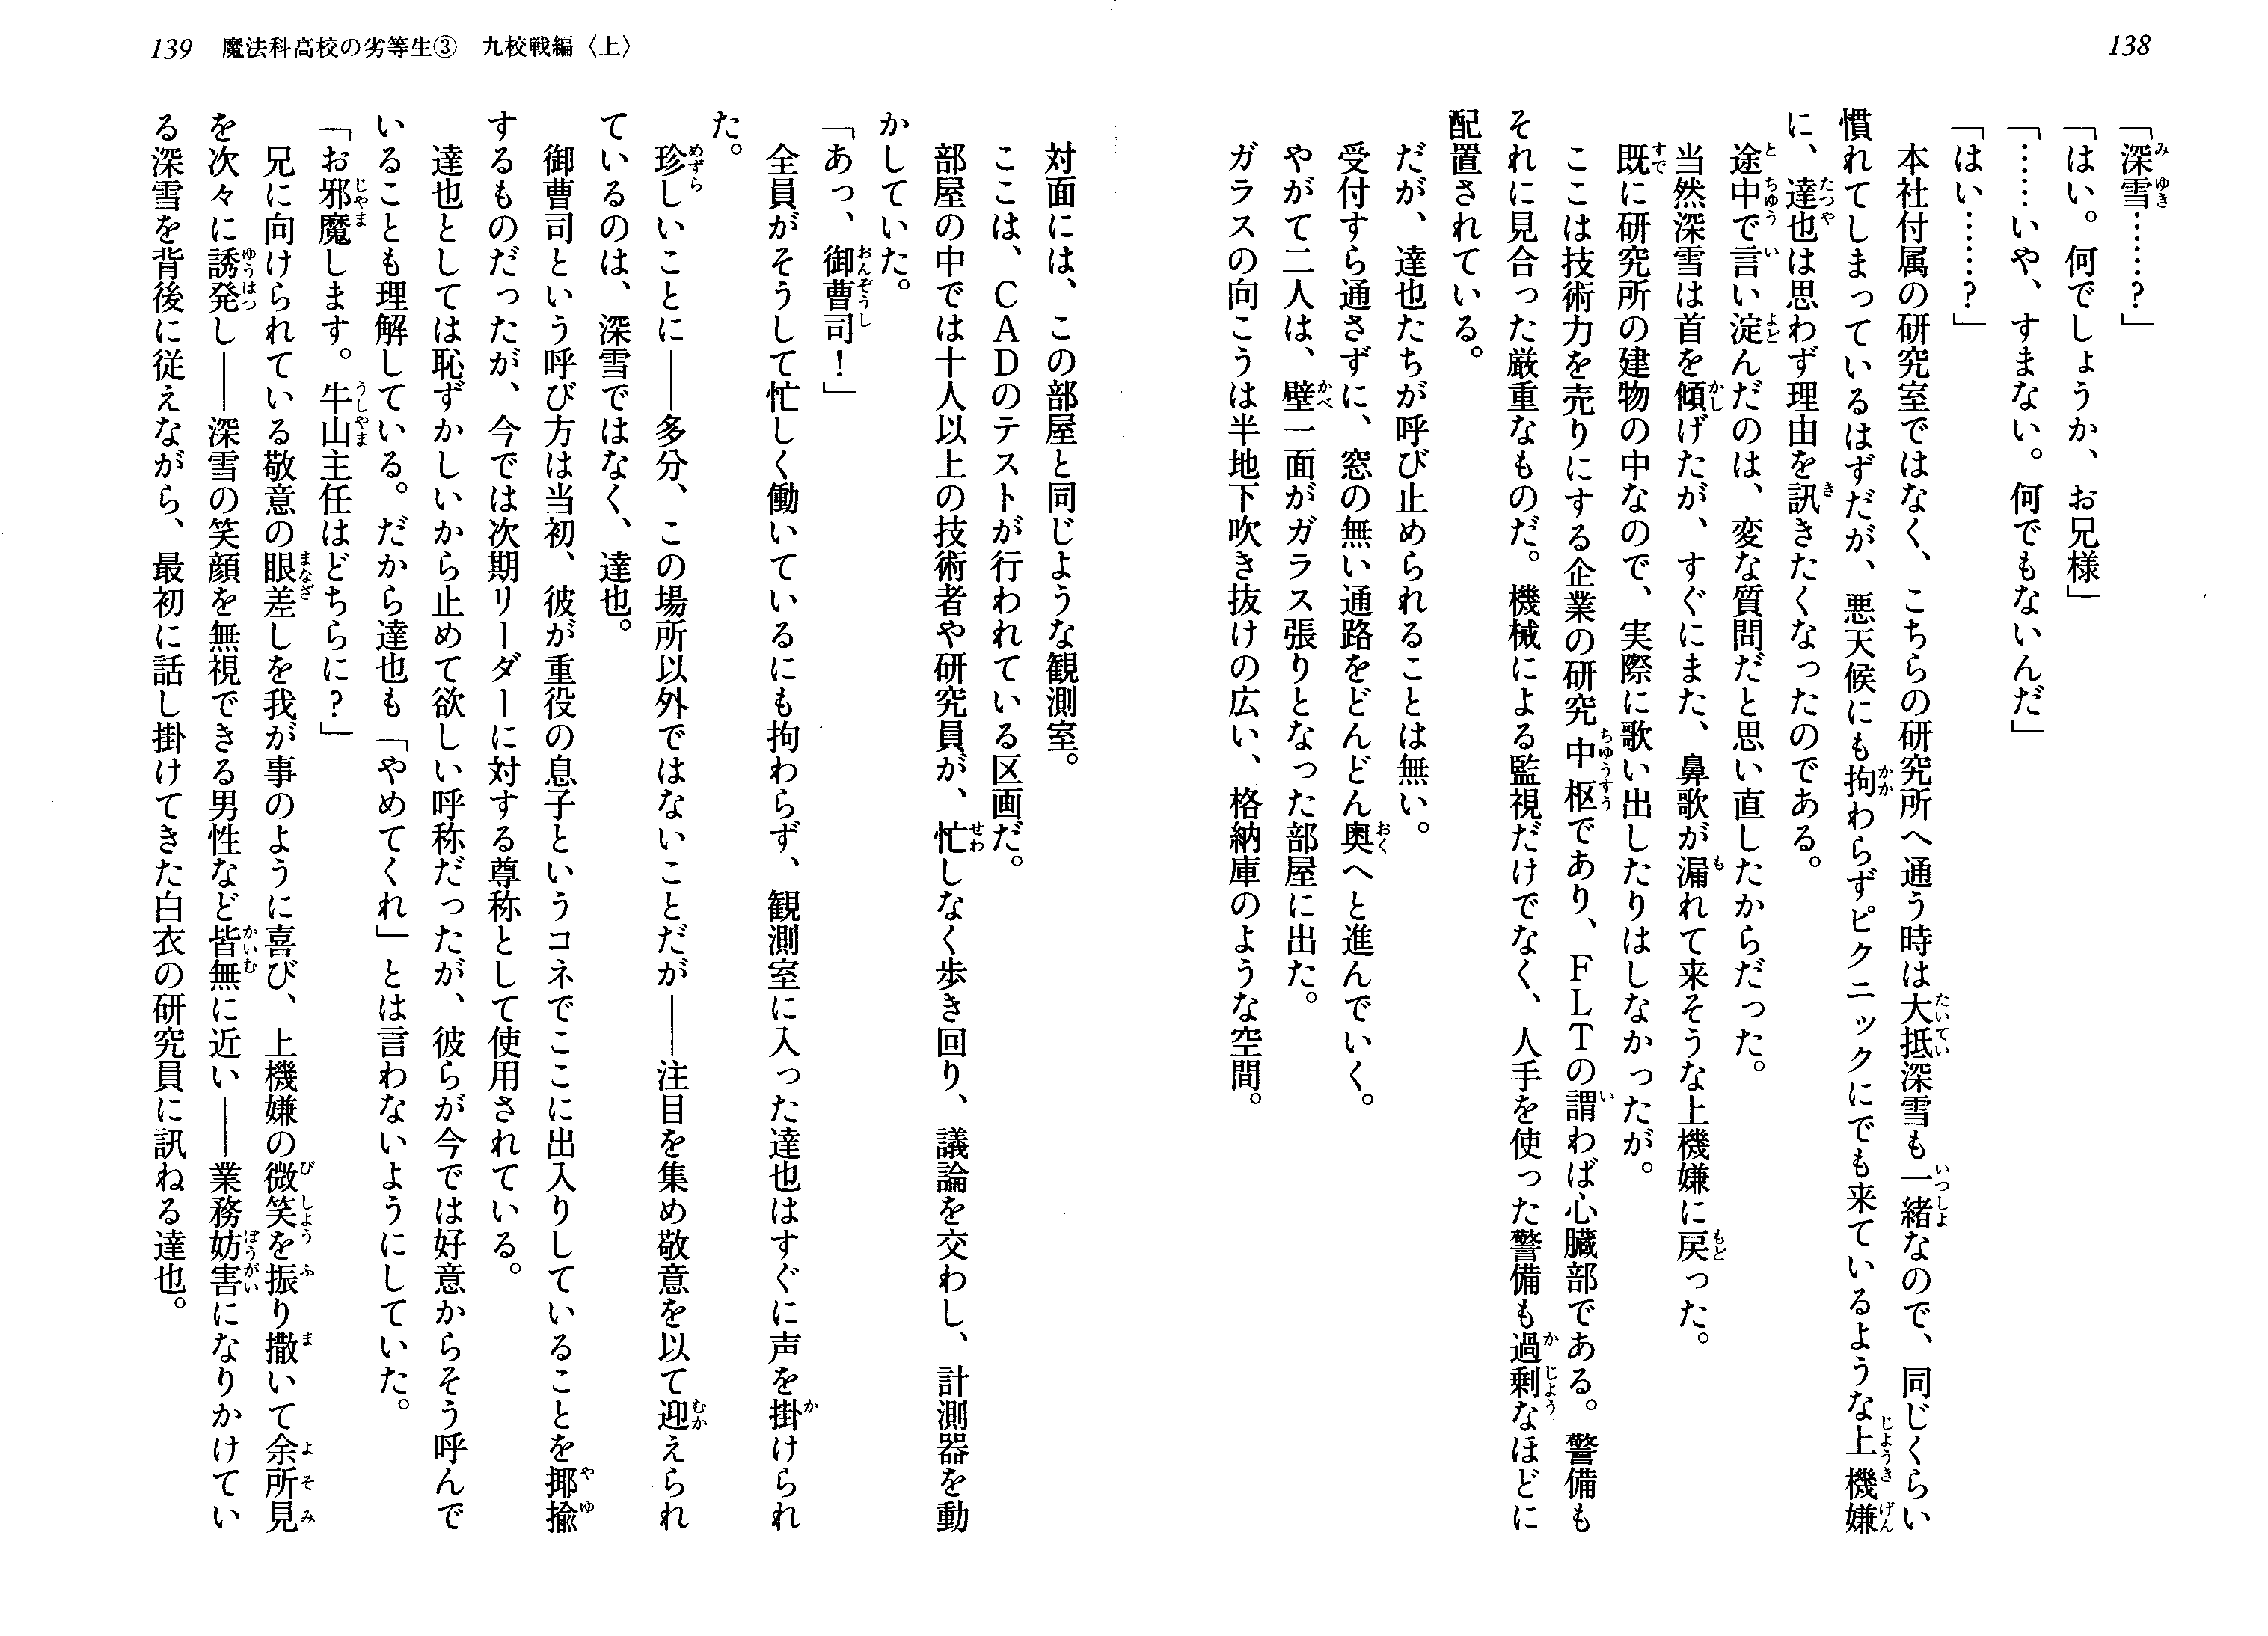 138
「深雪……？」
「はい。何でしょうか、お兄様」
「……いや、すまない。何でもないんだ」
「はい……？」
本社付属の研究室ではなく、こちらの研究所へ通う時は大抵深雪も一緒なので、同じくらい
慣れてしまっているはずだが、悪天候にも拘わらずピクニックにでも来ているような上機嫌
に、達也は思わず理由を訊きたくなったのである。
途中で言い淀んだのは、変な質問だと思い直したからだった。
当然深雪は首を傾げたが、すぐにまた、鼻歌が漏れて来そうな上機嫌に戻った。
既に研究所の建物の中なので、実際に歌い出したりはしなかったが。
ここは技術力を売りにする企業の研究中枢であり、ＦＬＴの謂わば心臓部である。警備も
それに見合った厳重なものだ。機械による監視だけでなく、人手を使った警備も過剰なほどに
配置されている。
だが、達也たちが呼び止められることは無い。
受付すら通さずに、窓の無い通路をどんどん奥へと進んでいく。
やがて二人は、壁一面がガラス張りとなった部屋に出た。
ガラスの向こうは半地下吹き抜けの広い、格納庫のような空間。
139 魔法科高校の劣等生③ 九校戦編〈上〉
対面には、この部屋と同じような観測室。
ここは、ＣＡＤのテストが行われている区画だ。
部屋の中では十人以上の技術者や研究員が、忙しなく歩き回り、議論を交わし、計測器を動
かしていた。
「あっ、御曹司！」
全員がそうして忙しく働いているにも拘わらず、観測室に入った達也はすぐに声を掛けられ
た。
珍しいことに――多分、この場所以外ではないことだが――注目を集め敬意を以て迎えられ
ているのは、深雪ではなく、達也。
御曹司という呼び方は当初、彼が重役の息子というコネでここに出入りしていることを揶揄
するものだったが、今では次期リーダーに対する尊称として使用されている。
達也としては恥ずかしいから止めて欲しい呼称だったが、彼らが今では好意からそう呼んで
いることも理解している。だから達也も「やめてくれ」とは言わないようにしていた。
「お邪魔します。牛山主任はどちらに？」
兄に向けられている敬意の眼差しを我が事のように喜び、上機嫌の微笑を振り撒いて余所見
を次々に誘発し――深雪の笑顔を無視できる男性など皆無に近い――業務妨害になりかけてい
る深雪を背後に従えながら、最初に話し掛けてきた白衣の研究員に訊ねる達也。